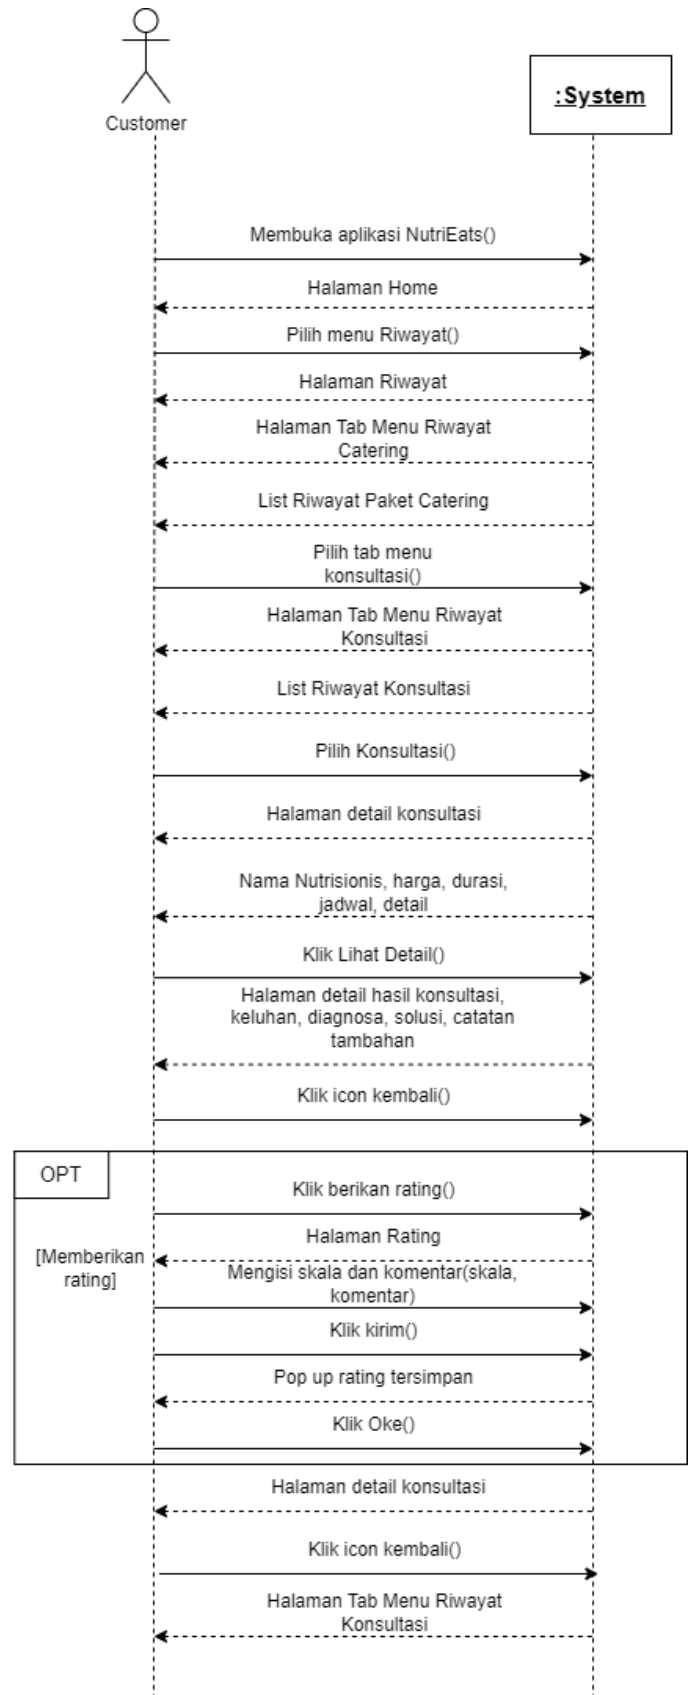 Customer
:System
Membuka aplikasi NutriEats()
Halaman Home
Pilih menu Riwayat()
Halaman Riwayat
Halaman Tab Menu Riwayat
Catering
List Riwayat Paket Catering
Pilih tab menu
konsultasi()
Halaman Tab Menu Riwayat
Konsultasi
List Riwayat Konsultasi
Pilih Konsultasi()
Halaman detail konsultasi
Nama Nutrisionis, harga, durasi,
jadwal, detail
Klik Lihat Detail()
Halaman detail hasil konsultasi,
keluhan, diagnosa, solusi, catatan
tambahan
Klik icon kembali()
OPT
[Memberikan
rating]
Klik berikan rating()
Halaman Rating
Mengisi skala dan komentar(skala,
komentar)
Klik kirim()
Pop up rating tersimpan
Klik Oke()
Halaman detail konsultasi
Klik icon kembali()
Halaman Tab Menu Riwayat
Konsultasi